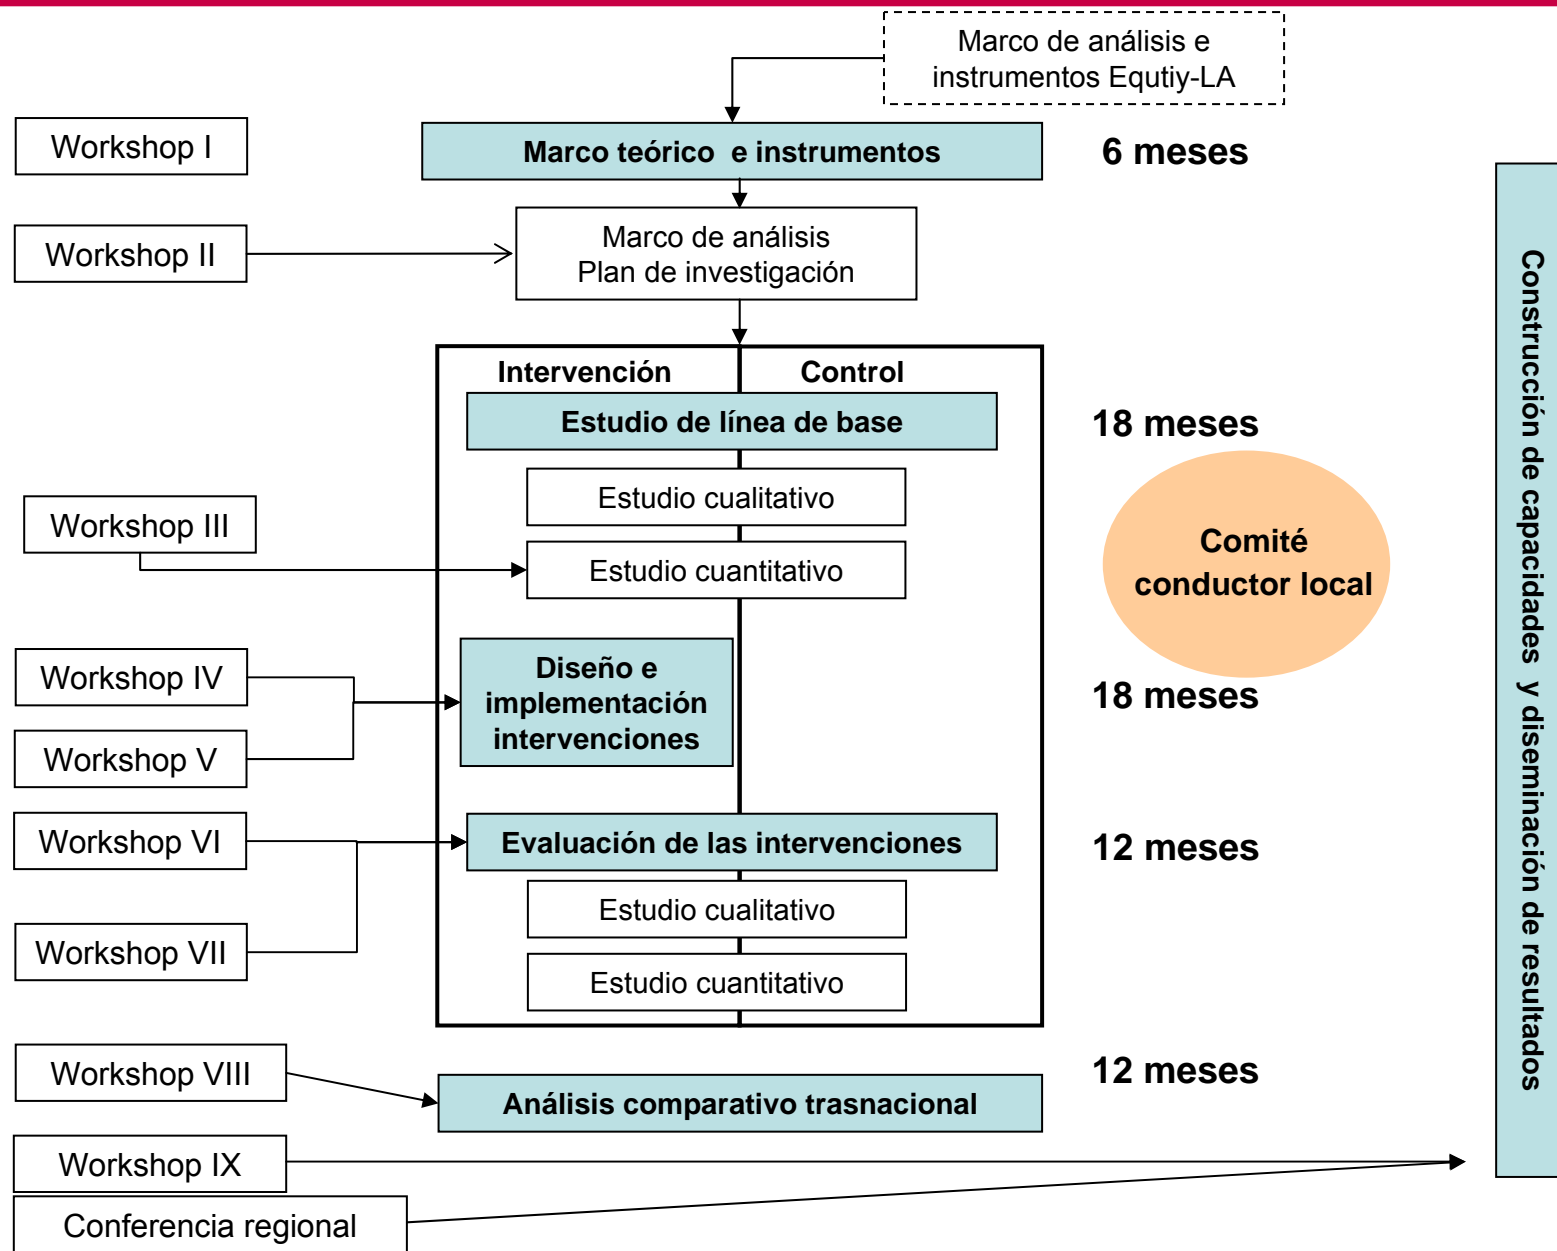 Marco de análisis e
instrumentos Equtiy-LA
Workshop I
Marco teórico e instrumentos
6 meses
Workshop II
Marco de análisis
Plan de investigación
Intervención
Control
Estudio de línea de base
18 meses
Estudio cualitativo
Workshop III
Estudio cuantitativo
Comité
conductor local
Workshop IV
Diseño e
implementación
intervenciones
18 meses
Workshop V
Workshop VI
Evaluación de las intervenciones
12 meses
Estudio cualitativo
Workshop VII
Estudio cuantitativo
Workshop VIII
Análisis comparativo trasnacional
12 meses
Workshop IX
Conferencia regional
Construcción de capacidades y diseminación de resultados